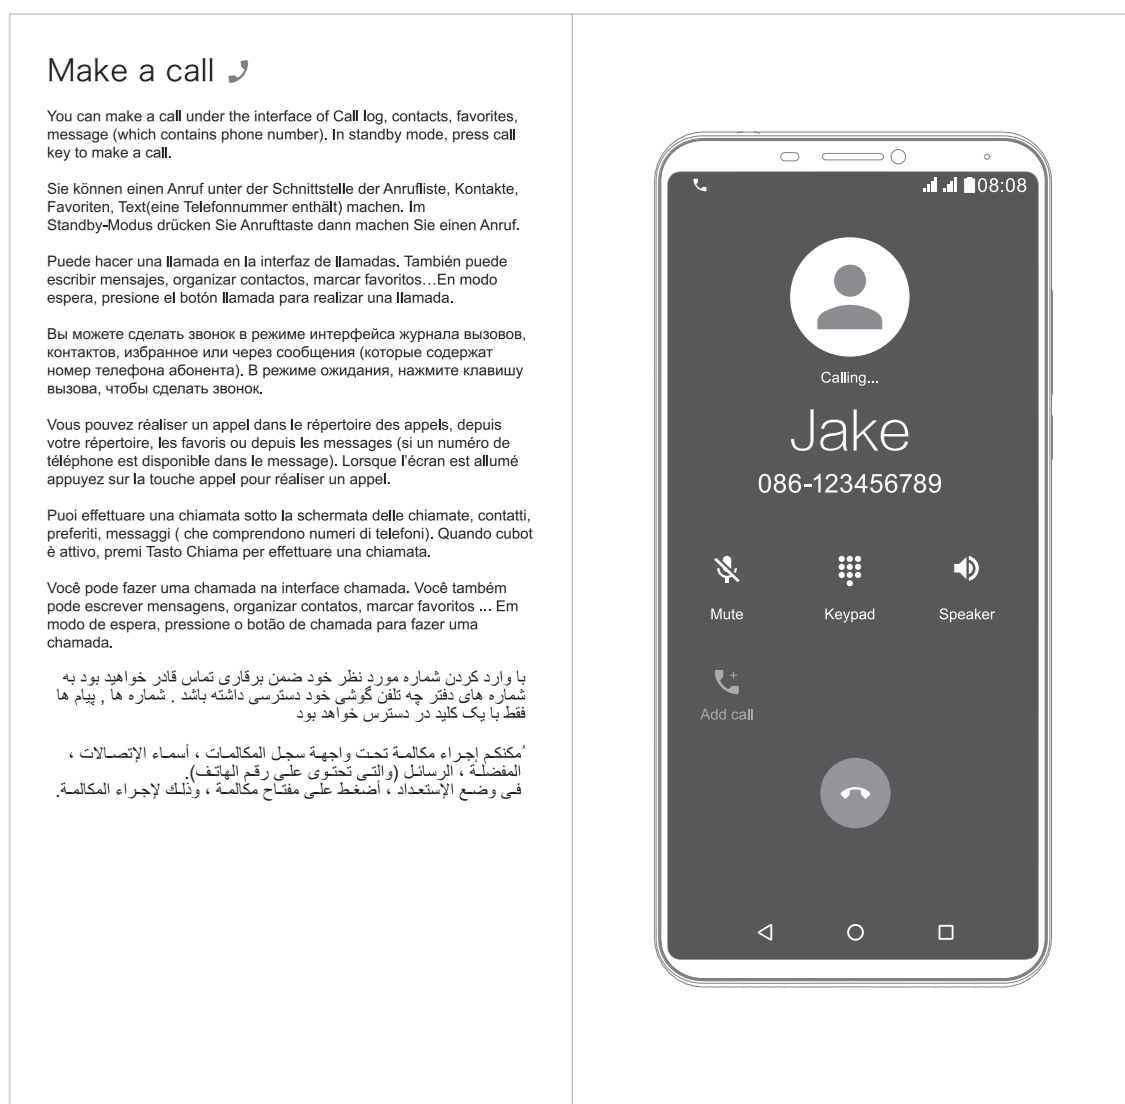 Make a call
You can make a call under the interface of Call log, contacts, favorites,
message (which contains phone number). In standby mode, press call
key to make a call.
Sie können einen Anruf unter der Schnittstelle der Anrufliste, Kontakte,
Favoriten, Text(eine Telefonnummer enthält) machen. Im
Standby-Modus drücken Sie Anrufttaste dann machen Sie einen Anruf.
Puede hacer una llamada en la interfaz de llamadas. También puede
escribir mensajes, organizar contactos, marcar favoritos…En modo
espera, presione el botón llamada para realizar una llamada.
Вы можете сделать звонок в режиме интерфейса журнала вызовов,
контактов, избранное или через сообщения (которые содержат
номер телефона абонента). В режиме ожидания, нажмите клавишу
вызова, чтобы сделать звонок.
Vous pouvez réaliser un appel dans le répertoire des appels, depuis
votre répertoire, les favoris ou depuis les messages (si un numéro de
téléphone est disponible dans le message). Lorsque l'écran est allumé
appuyez sur la touche appel pour réaliser un appel.
Puoi effettuare una chiamata sotto la schermata delle chiamate, contatti,
preferiti, messaggi ( che comprendono numeri di telefoni). Quando cubot
è attivo, premi Tasto Chiama per effettuare una chiamata.
Você pode fazer uma chamada na interface chamada. Você também
pode escrever mensagens, organizar contatos, marcar favoritos ... Em
modo de espera, pressione o botão de chamada para fazer uma
chamada.
با وارد کردن شماره مورد نظر خود ضمن برقاری تماس قادر خواهید بود به
شماره های دفتر چه تلفن گوشی خود دسترسی داشته باشد . شماره ها , پیام ها
فقط با یک کلید در دسترس خواهد بود
ُمكنكم إجراء مكالمة تحت واجهة سجل المكالمات ، أسماء الإتصالات ،
المفضلة ، الرسائل (والتى تحتوى على رقم الهاتف).
فى وضع الإستعداد ، أضغط على مفتاح مكالمة ، وذلك لإجراء المكالمة.
08:08
Calling...
Jake
086-123456789
Mute
Keypad
Speaker
Add call